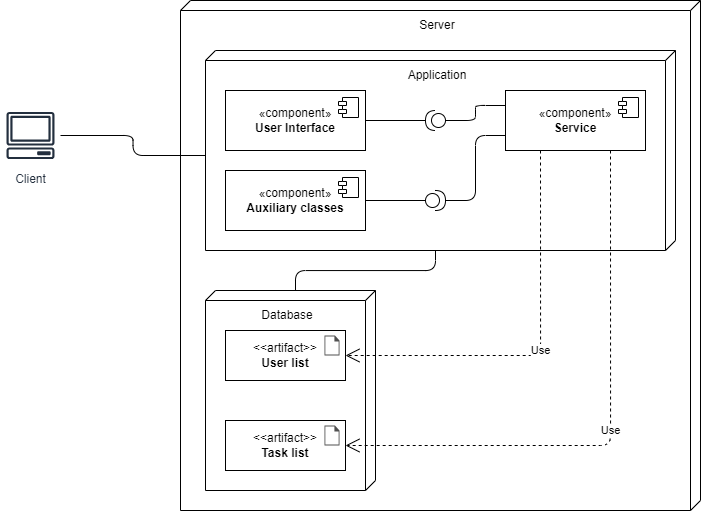 Server
Application
«component»
User Interface
«component»
Service
Client
«component»
Auxiliary classes
Database
<<artifact>>
User list
Use
<<artifact>>
Task list
Use